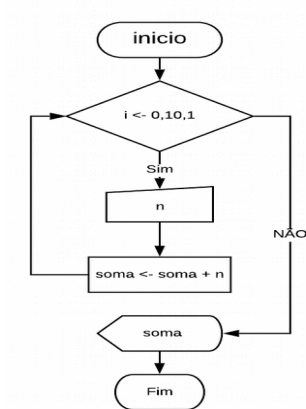 inicio
i <- 0,10,1
Sim
n
NÃO
soma <- soma + n
soma
Fim